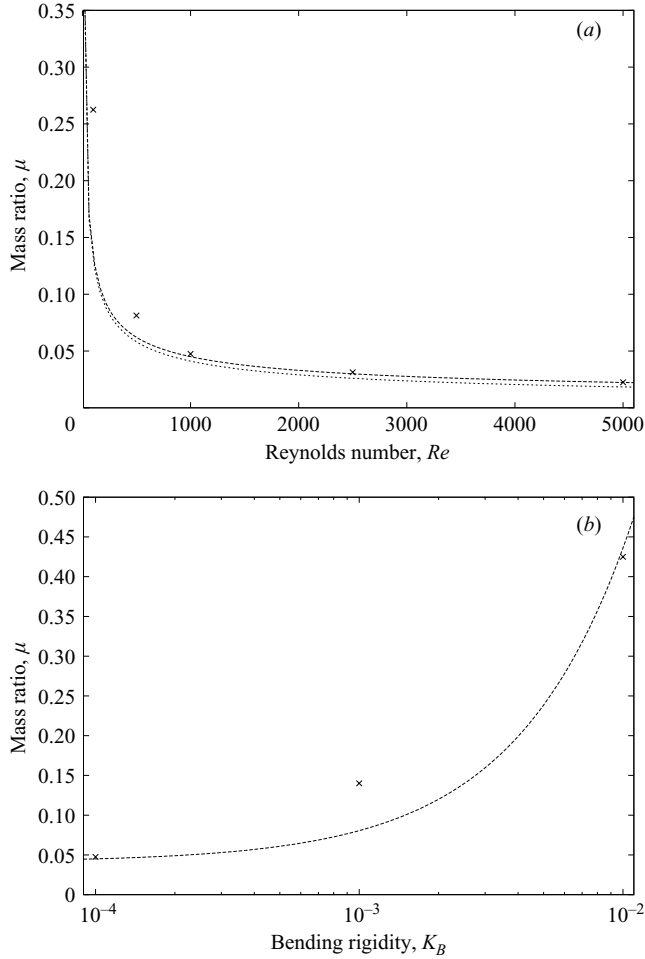 0.35
(a)
0.30
0.25
0.20
Mass ratio, μ
0.15
0.10
0.05
0 1000 2000 3000 4000 5000
Reynolds number, Re
0.50
(b)
0.45
0.40
0.35
0.30
0.25
Mass ratio, μ
0.20
0.15
0.10
0.05
0
10⁻⁴ 10⁻³ 10⁻²
Bending rigidity, K_B